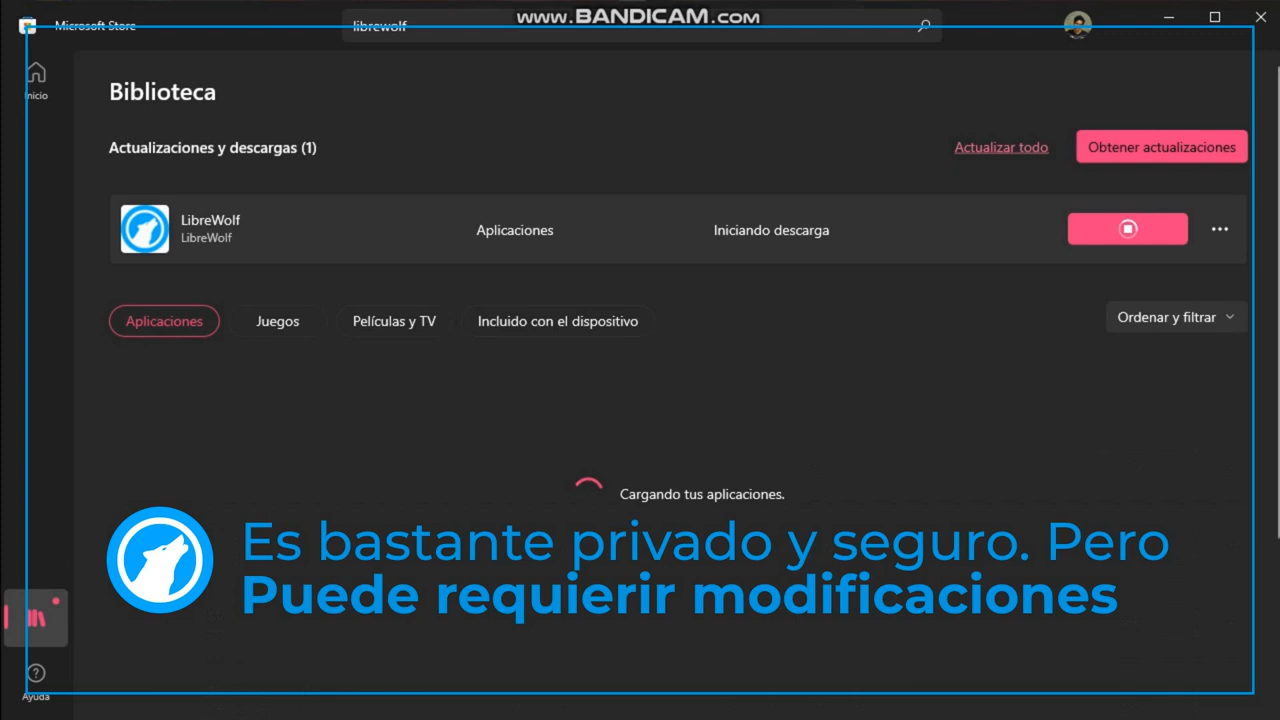 www.BANDICAM.com
Microsoft Store
librewolf
Inicio
Biblioteca
Actualizaciones y descargas (1)
Actualizar todo
Obtener actualizaciones
LibreWolf
LibreWolf
Aplicaciones
Iniciando descarga
Aplicaciones
Juegos
Películas y TV
Incluido con el dispositivo
Ordenar y filtrar
Cargando tus aplicaciones.
Es bastante privado y seguro. Pero
Puede requierir modificaciones
Ayuda